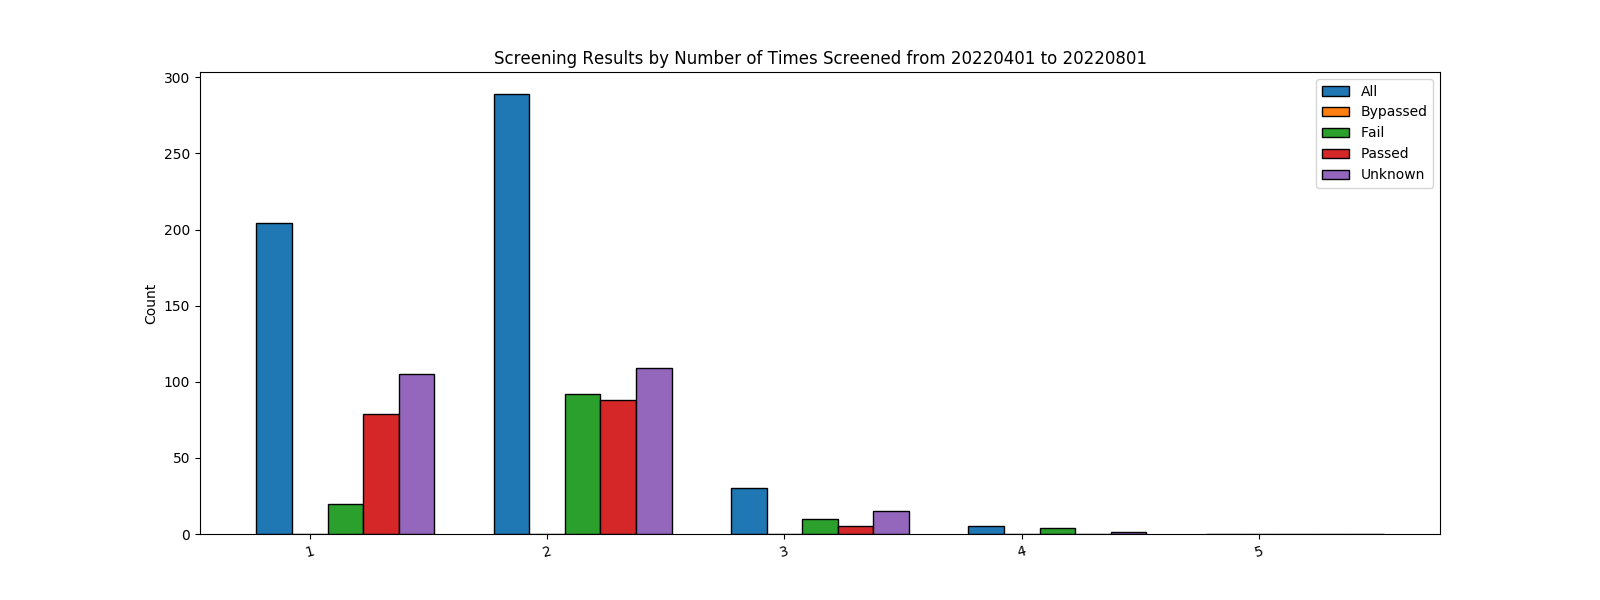 Screening Results by Number of Times Screened from 20220401 to 20220801
300
250
200
150
100
50
0
Count
All
Bypassed
Fail
Passed
Unknown
1
2
3
4
5